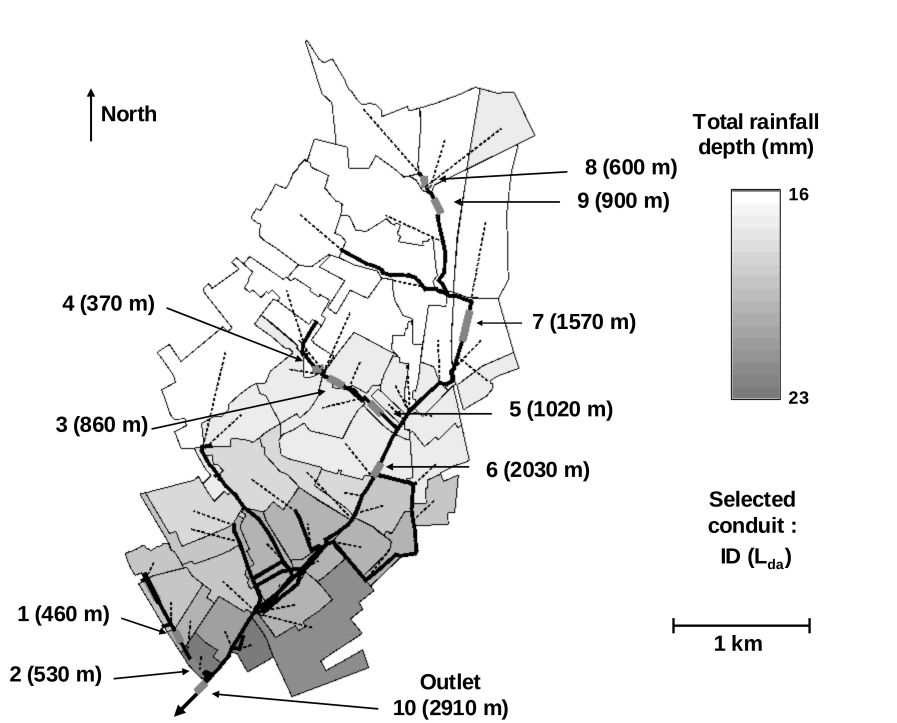 North
Total rainfall
depth (mm)
16
23
8 (600 m)
9 (900 m)
4 (370 m)
7 (1570 m)
3 (860 m)
5 (1020 m)
6 (2030 m)
Selected
conduit :
ID (Lda)
1 (460 m)
1 km
2 (530 m)
Outlet
10 (2910 m)